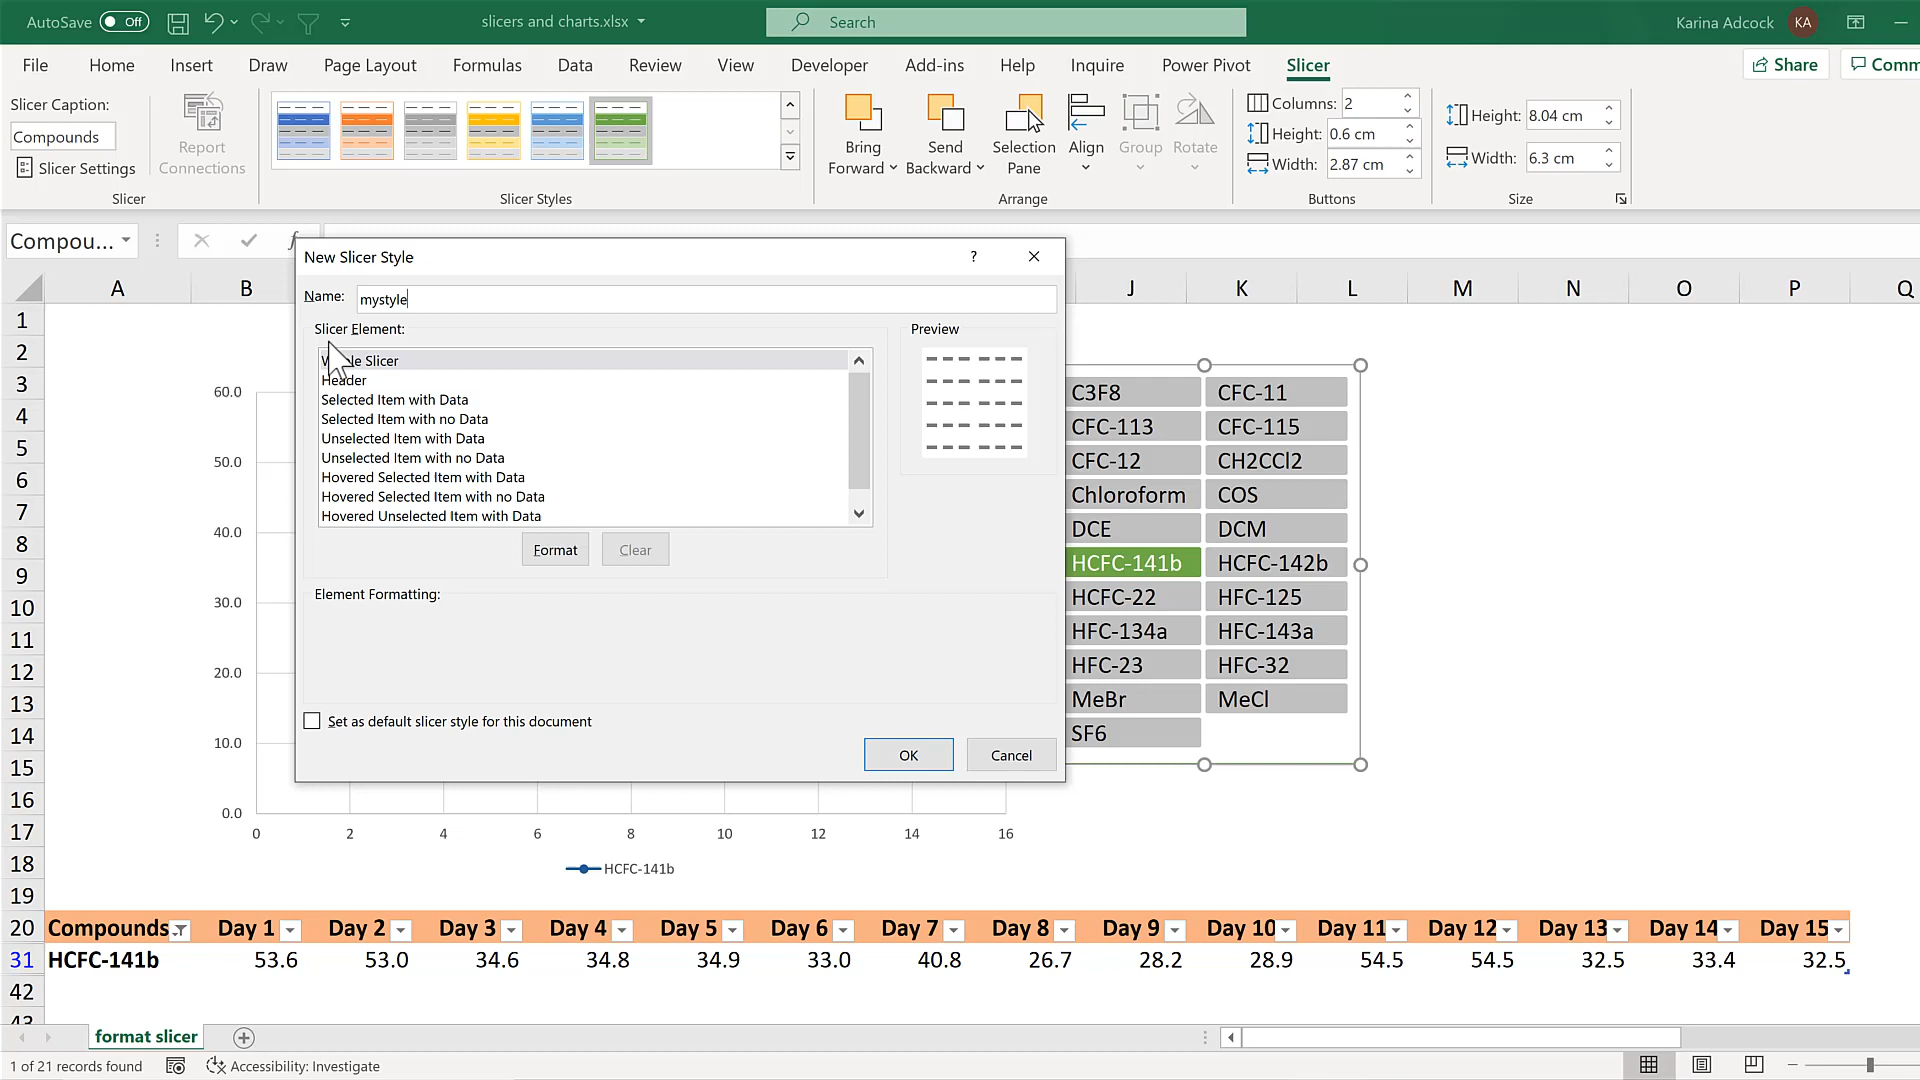 AutoSave Off slicers and charts.xlsx Search Karina Adcock KA
File Home Insert Draw Page Layout Formulas Data Review View Developer Add-ins Help Inquire Power Pivot Slicer Share Comm
Slicer Caption:
Compounds
Slicer Settings
Report
Connections
Slicer
Slicer Styles
Bring
Forward
Send
Backward
Selection
Pane
Align
Group
Rotate
Arrange
Columns: 2
Height: 0.6 cm
Width: 2.87 cm
Buttons
Height: 8.04 cm
Width: 6.3 cm
Size
Compou...
New Slicer Style ?
Name: mystyle
Slicer Element:
Header
Selected Item with Data
Selected Item with no Data
Unselected Item with Data
Unselected Item with no Data
Hovered Selected Item with Data
Hovered Selected Item with no Data
Hovered Unselected Item with Data
Format Clear
Preview
Element Formatting:
Set as default slicer style for this document
OK Cancel
A B J K L M N O P Q
1
2
3
4
5
6
7
8
9
10
11
12
13
14
15
16
17
18
19
60.0
50.0
40.0
30.0
20.0
10.0
0.0
0 2 4 6 8 10 12 14 16
HCFC-141b
C3F8 CFC-11
CFC-113 CFC-115
CFC-12 CH2CCl2
Chloroform COS
DCE DCM
HCFC-141b HCFC-142b
HCFC-22 HFC-125
HFC-134a HFC-143a
HFC-23 HFC-32
MeBr MeCl
SF6
20 Compounds Day 1 Day 2 Day 3 Day 4 Day 5 Day 6 Day 7 Day 8 Day 9 Day 10 Day 11 Day 12 Day 13 Day 14 Day 15
31 HCFC-141b 53.6 53.0 34.6 34.8 34.9 33.0 40.8 26.7 28.2 28.9 54.5 54.5 32.5 33.4 32.5
42
43
format slicer
1 of 21 records found Accessibility: Investigate